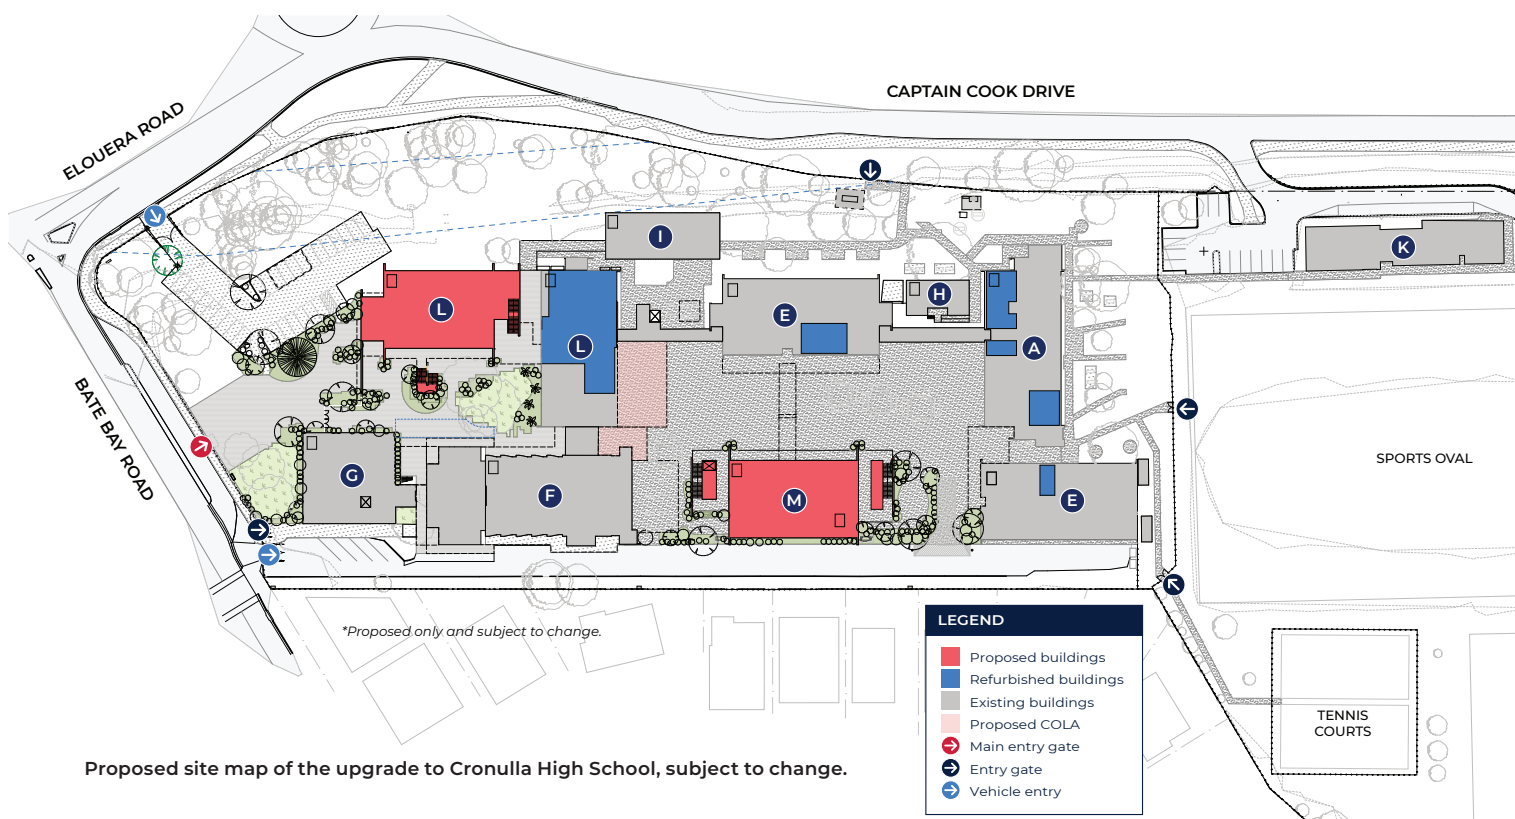 CAPTAIN COOK DRIVE
ELOUERA ROAD
I
K
H
L
E
L
A
BATE BAY ROAD
SPORTS OVAL
G
F
M
E
*Proposed only and subject to change.
LEGEND
Proposed buildings
Refurbished buildings
Existing buildings
Proposed COLA
Main entry gate
Entry gate
Vehicle entry
TENNIS
COURTS
Proposed site map of the upgrade to Cronulla High School, subject to change.